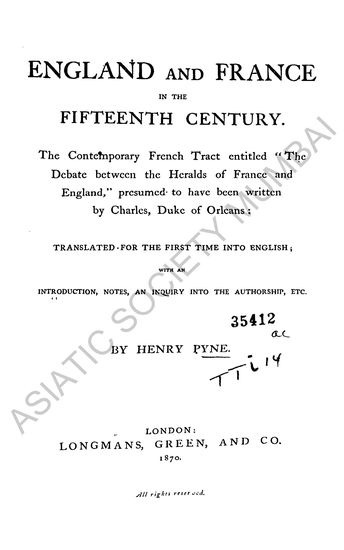 ENGLAND AND FRANCE
IN THE
FIFTEENTH CENTURY.
The Contemporary French Tract entitled "The
Debate between the Heralds of France and
England," presumed to have been written
by Charles, Duke of Orleans;
TRANSLATED FOR THE FIRST TIME INTO ENGLISH;
WITH AN
INTRODUCTION, NOTES, AN INQUIRY INTO THE AUTHORSHIP, ETC.
35412
BY HENRY PYNE.
LONDON:
LONGMANS, GREEN, AND CO.
1870.
All rights reserved.
ASIATIC SOCIETY MUMBAI